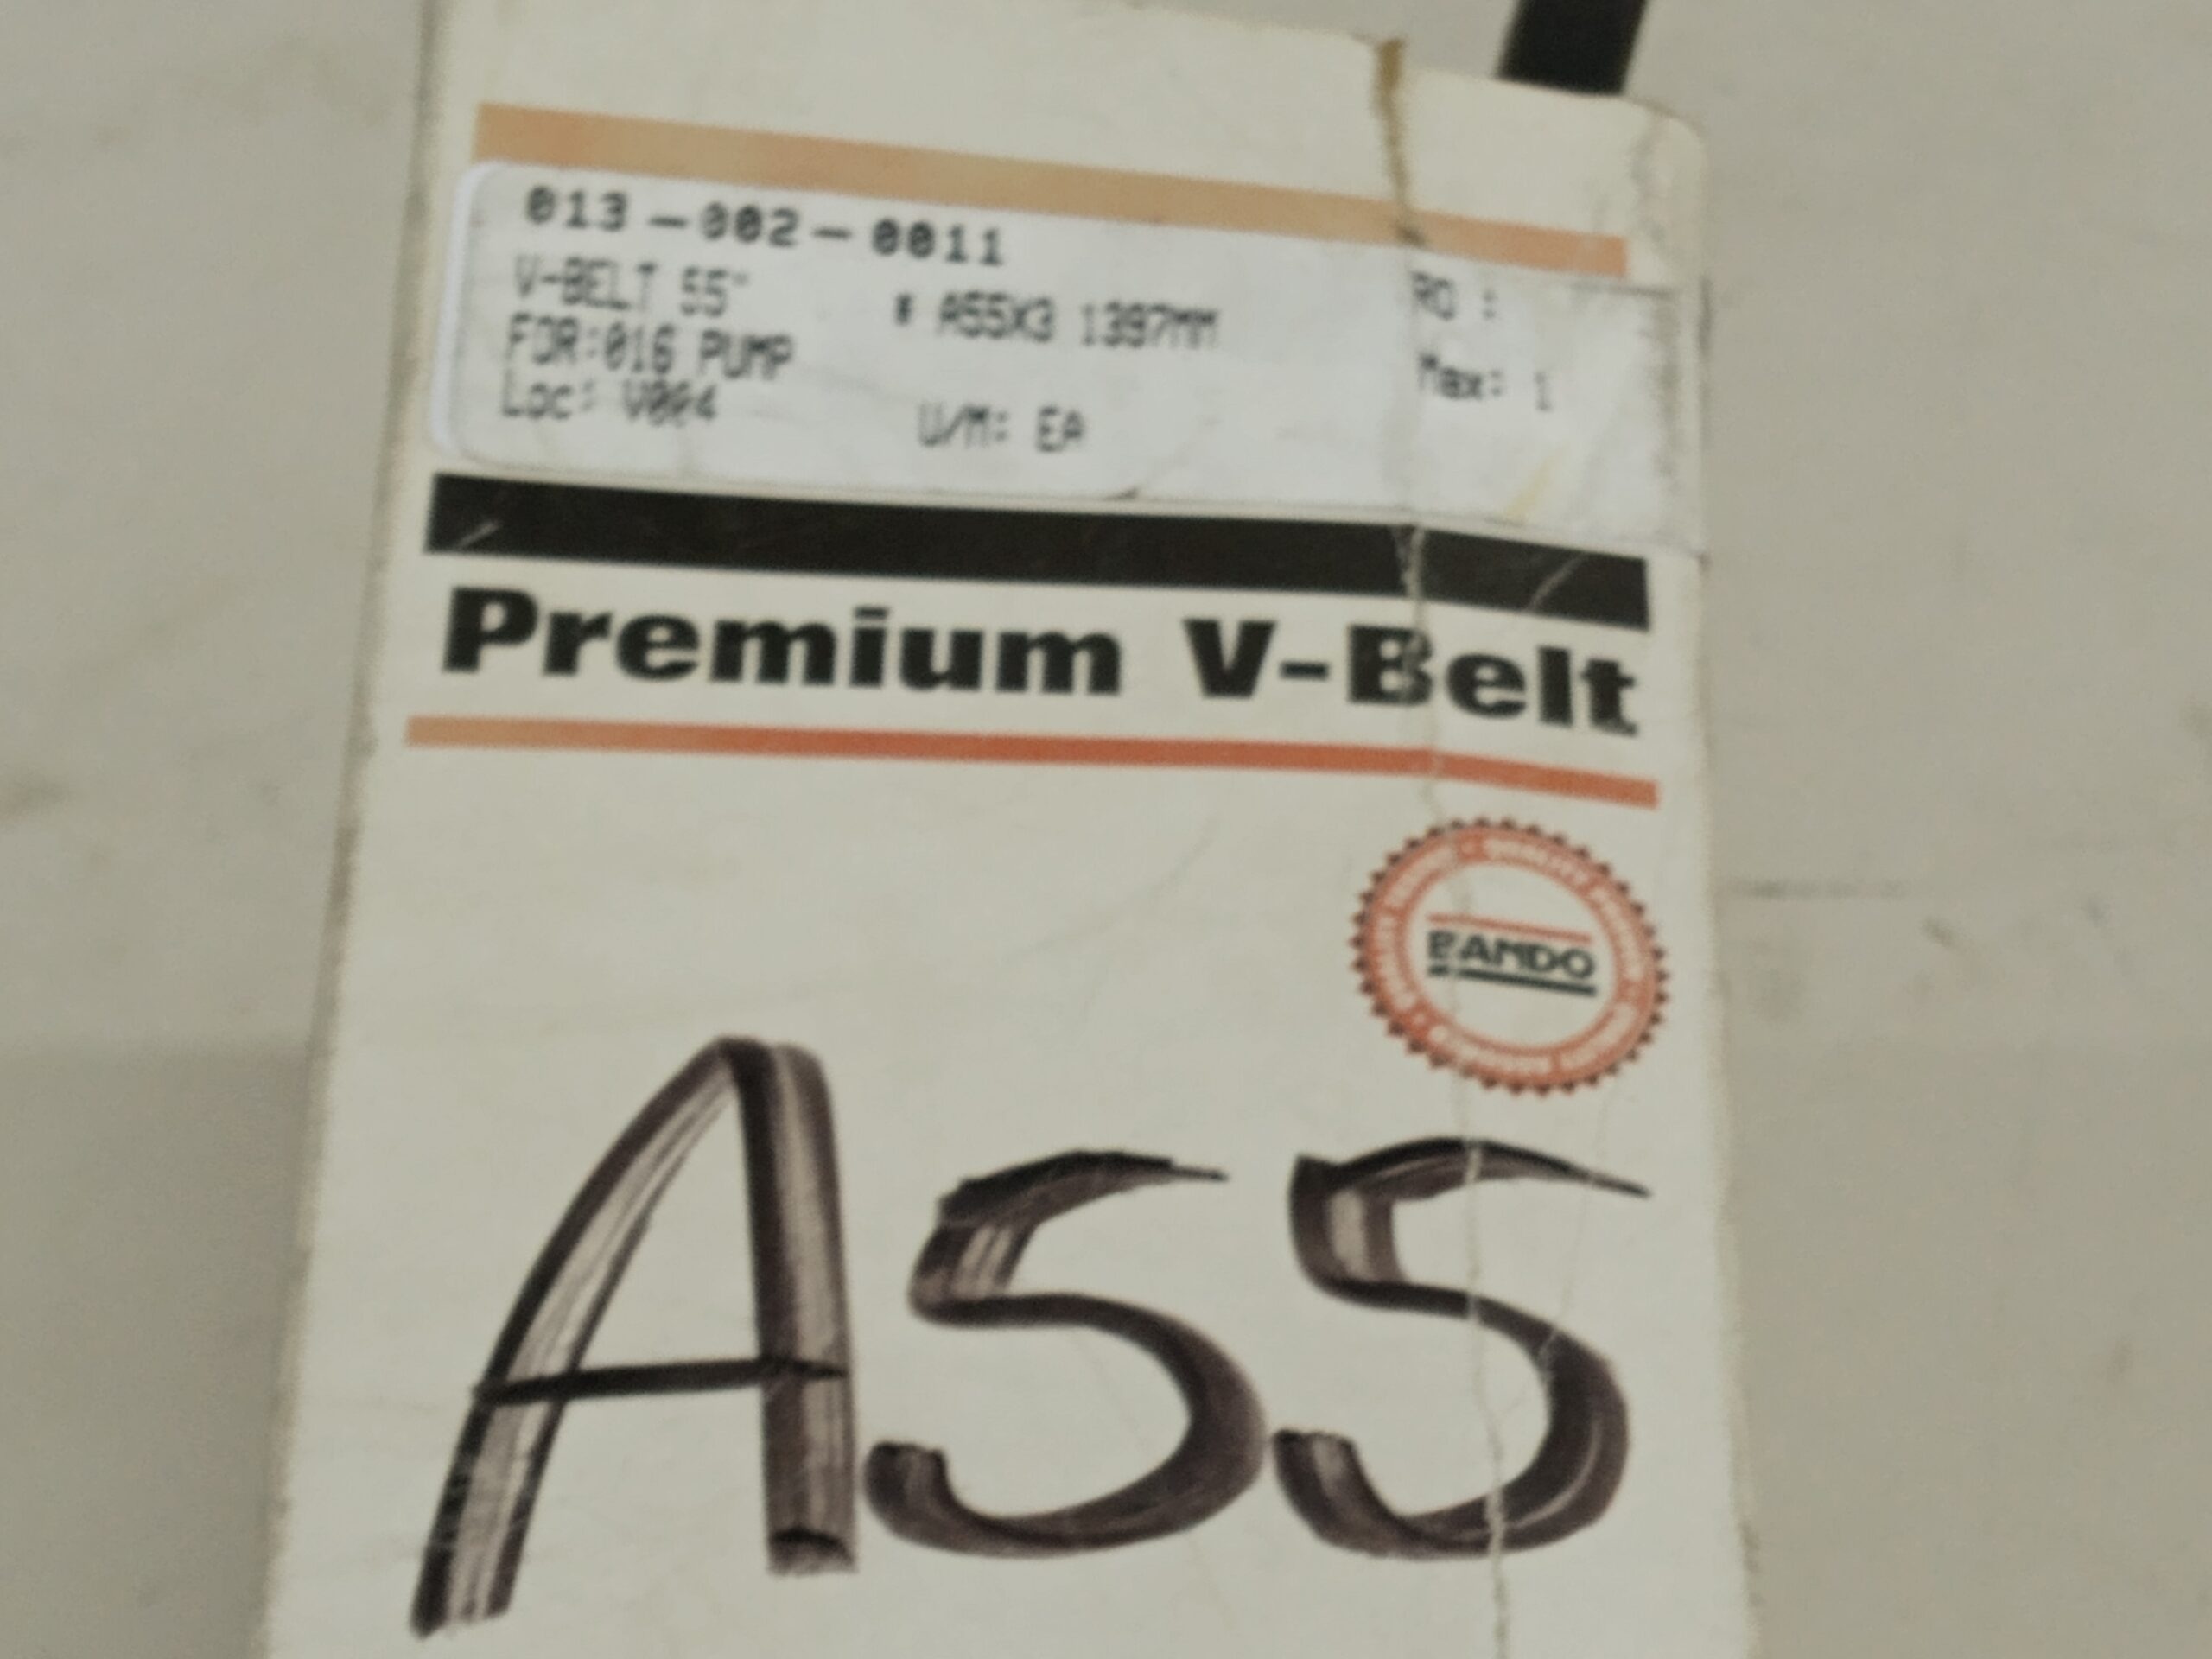 013-002-0011
V-BELT 55" # A55X3 1397MM RO :
FOR:016 PUMP Max: 1
Loc: V004 U/M: EA
Premium V-Belt
BANDO
A55